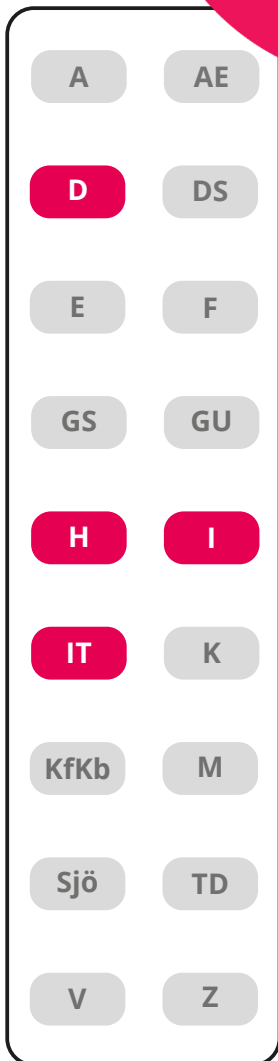 A AE
D DS
E F
GS GU
H I
IT K
KfKb M
Sjö TD
V Z